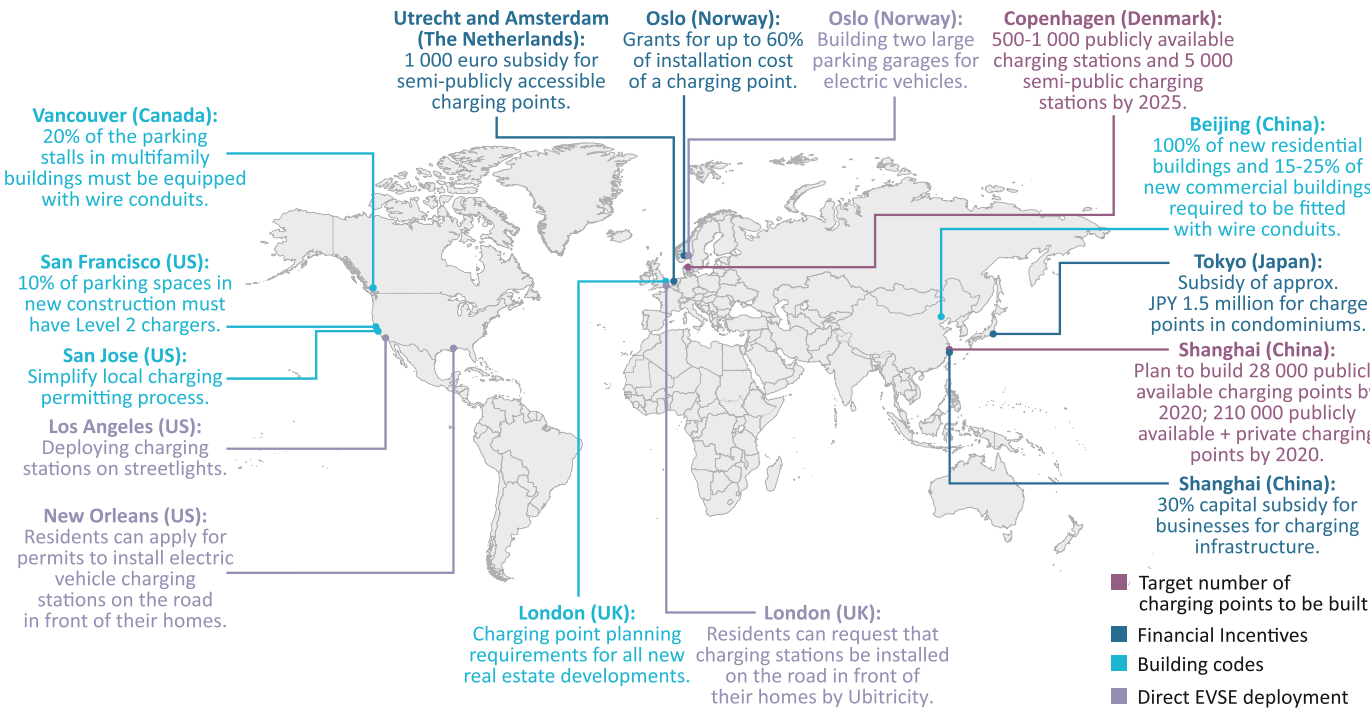 Utrecht and Amsterdam
(The Netherlands):
1 000 euro subsidy for
semi-publicly accessible
charging points.
Oslo (Norway):
Grants for up to 60%
of installation cost
of a charging point.
Oslo (Norway):
Building two large
parking garages for
electric vehicles.
Copenhagen (Denmark):
500-1 000 publicly available
charging stations and 5 000
semi-public charging
stations by 2025.
Vancouver (Canada):
20% of the parking
stalls in multifamily
buildings must be equipped
with wire conduits.
Beijing (China):
100% of new residential
buildings and 15-25% of
new commercial buildings
required to be fitted
with wire conduits.
San Francisco (US):
10% of parking spaces in
new construction must
have Level 2 chargers.
Tokyo (Japan):
Subsidy of approx.
JPY 1.5 million for charge
points in condominiums.
San Jose (US):
Simplify local charging
permitting process.
Shanghai (China):
Plan to build 28 000 publicl
available charging points by
2020; 210 000 publicly
available + private charging
points by 2020.
Los Angeles (US):
Deploying charging
stations on streetlights.
Shanghai (China):
30% capital subsidy for
businesses for charging
infrastructure.
New Orleans (US):
Residents can apply for
permits to install electric
vehicle charging
stations on the road
in front of their homes.
London (UK):
Charging point planning
requirements for all new
real estate developments.
London (UK):
Residents can request that
charging stations be installed
on the road in front of
their homes by Ubitricity.
Target number of
charging points to be built
Financial Incentives
Building codes
Direct EVSE deployment